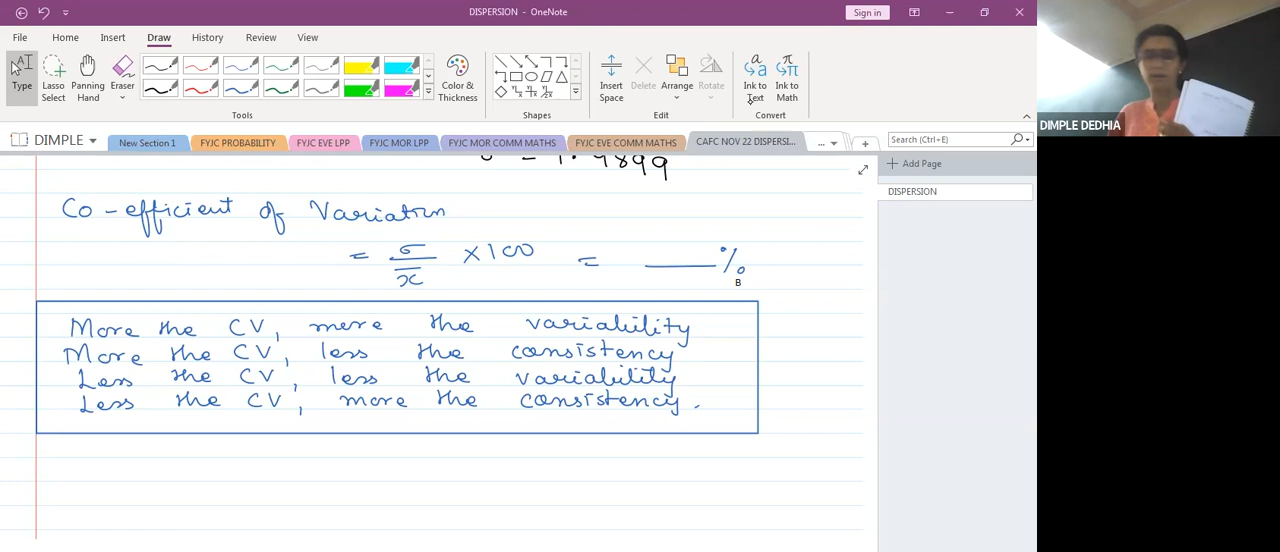 DISPERSION - OneNote
Sign in
File Home Insert Draw History Review View
Type
Lasso Select
Panning Hand
Eraser
Color & Thickness
Insert Space
Delete
Arrange
Rotate
Ink to Text
Ink to Math
Tools
Shapes
Edit
Convert
DIMPLE DEDHIA
DIMPLE
New Section 1
FYJC PROBABILITY
FYJC EVE LPP
FYJC MOR LPP
FYJC MOR COMM MATHS
FYJC EVE COMM MATHS
CAFC NOV 22 DISPERSI...
Search (Ctrl+E)
Add Page
DISPERSION
Co-efficient of Variation
= σ / x̄ × 100 = ____ %
B
More the CV, more the variability
More the CV, less the consistency
Less the CV, less the variability
Less the CV, more the consistency.